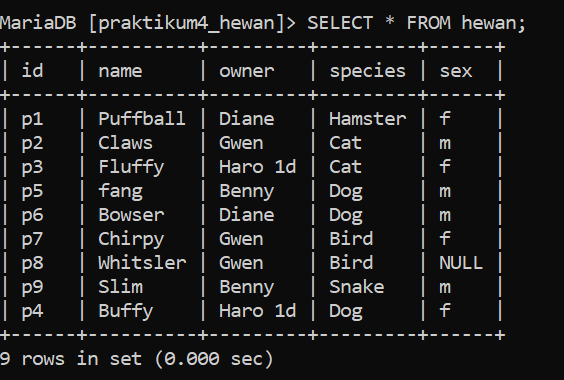 MariaDB [praktikum4_hewan]> SELECT * FROM hewan;
+------+----------+---------+---------+------+
| id   | name     | owner   | species | sex  |
+------+----------+---------+---------+------+
| p1   | Puffball | Diane   | Hamster | f    |
| p2   | Claws    | Gwen    | Cat     | m    |
| p3   | Fluffy   | Haro 1d | Cat     | f    |
| p5   | fang     | Benny   | Dog     | m    |
| p6   | Bowser   | Diane   | Dog     | m    |
| p7   | Chirpy   | Gwen    | Bird    | f    |
| p8   | Whitsler | Gwen    | Bird    | NULL |
| p9   | Slim     | Benny   | Snake   | m    |
| p4   | Buffy    | Haro 1d | Dog     | f    |
+------+----------+---------+---------+------+
9 rows in set (0.000 sec)